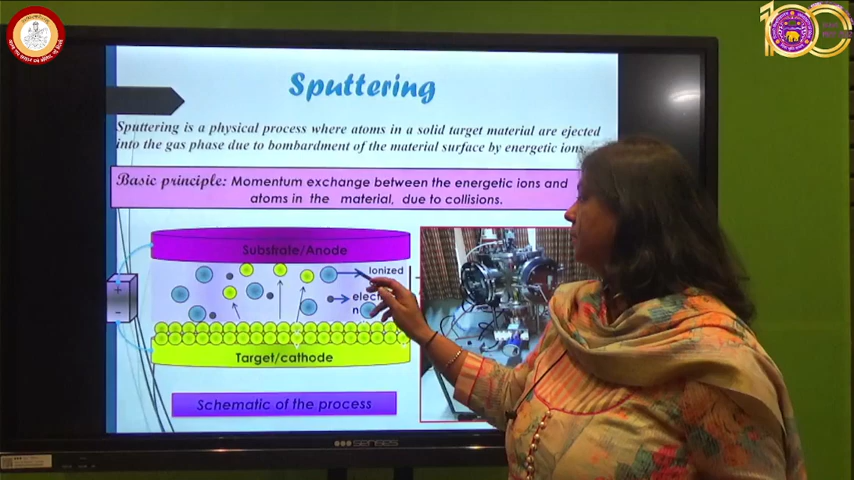 Sputtering
Sputtering is a physical process where atoms in a solid target material are ejected
into the gas phase due to bombardment of the material surface by energetic ions.
Basic principle: Momentum exchange between the energetic ions and
atoms in the material, due to collisions.
Substrate/Anode
Ionized
Target/cathode
Schematic of the process
senses
100